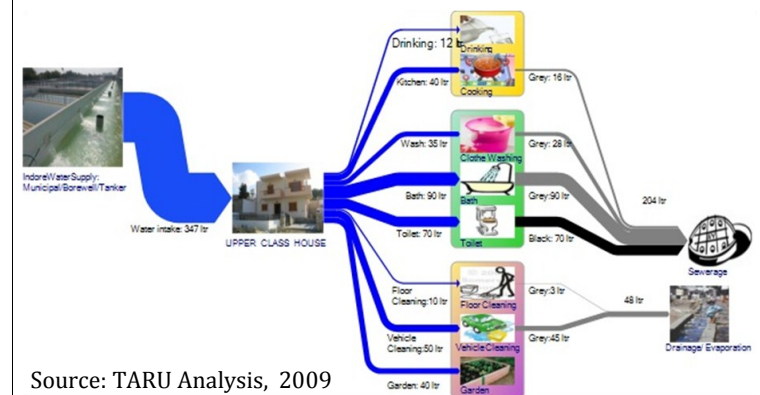 Drinking: 12 ltr
Drinking
Kitchen: 40 ltr
Cooking
Grey: 16 ltr
Wash: 35 ltr
Clothe Washing
Grey: 28 ltr
IndoreWaterSupply:
Municipal/Borewell/Tanker
Bath: 90 ltr
Bath
Grey:90 ltr
204 ltr
Water intake: 347 ltr
UPPER CLASS HOUSE
Toilet: 70 ltr
Toilet
Black: 70 ltr
Sewerage
Floor
Cleaning:10 ltr
Floor Cleaning
Grey:3 ltr
48 ltr
Vehicle
Cleaning:50 ltr
Vehicle Cleaning
Grey:45 ltr
Drainage/ Evaporation
Garden: 40 ltr
Garden
Source: TARU Analysis, 2009